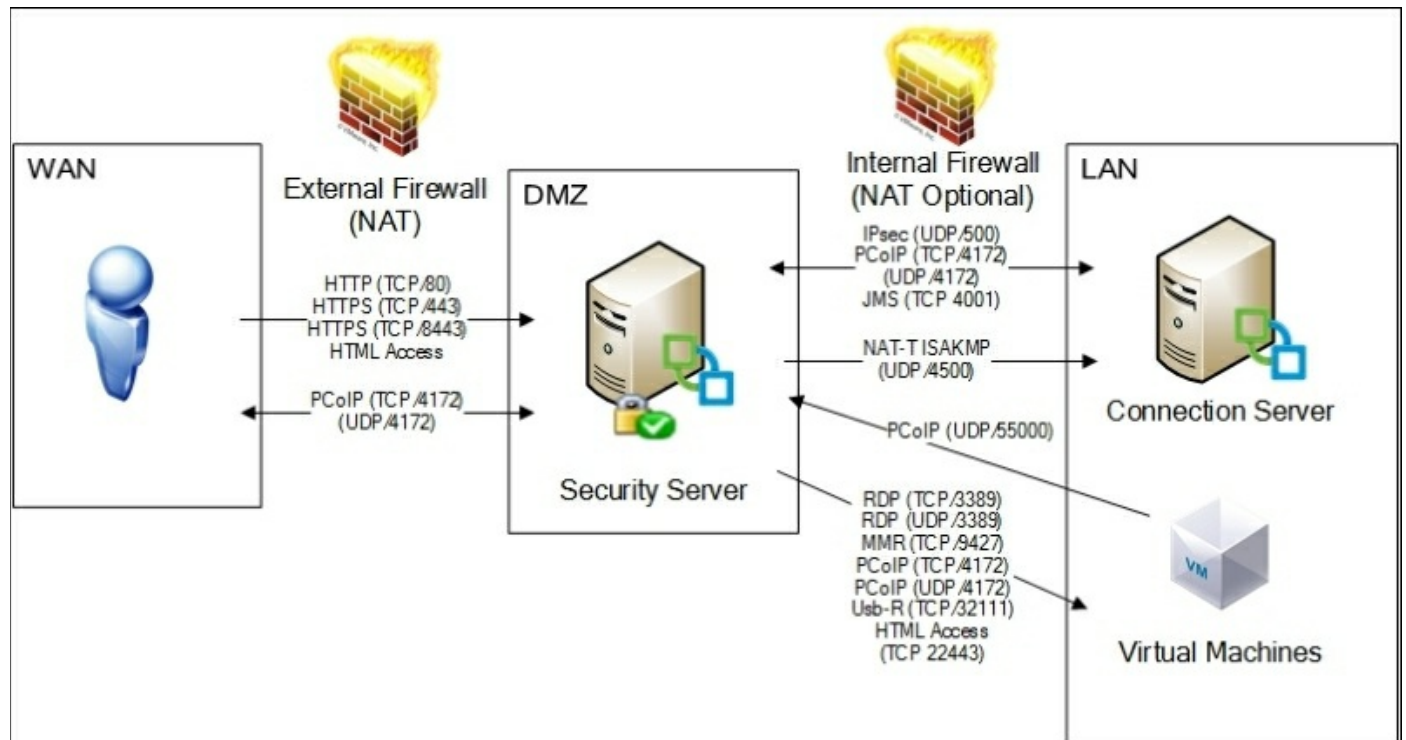 WAN
External Firewall
(NAT)
HTTP (TCP/80)
HTTPS (TCP/443)
HTTPS (TCP/8443)
HTML Access
PCoIP (TCP/4172)
(UDP/4172)
DMZ
Security Server
Internal Firewall
(NAT Optional)
IPsec (UDP/500)
PCoIP (TCP/4172)
(UDP/4172)
JMS (TCP 4001)
NAT-T ISAKMP
(UDP/4500)
PCoIP (UDP/55000)
RDP (TCP/3389)
RDP (UDP/3389)
MMR (TCP/9427)
PCoIP (TCP/4172)
PCoIP (UDP/4172)
Usb-R (TCP/32111)
HTML Access
(TCP 22443)
LAN
Connection Server
VM
Virtual Machines